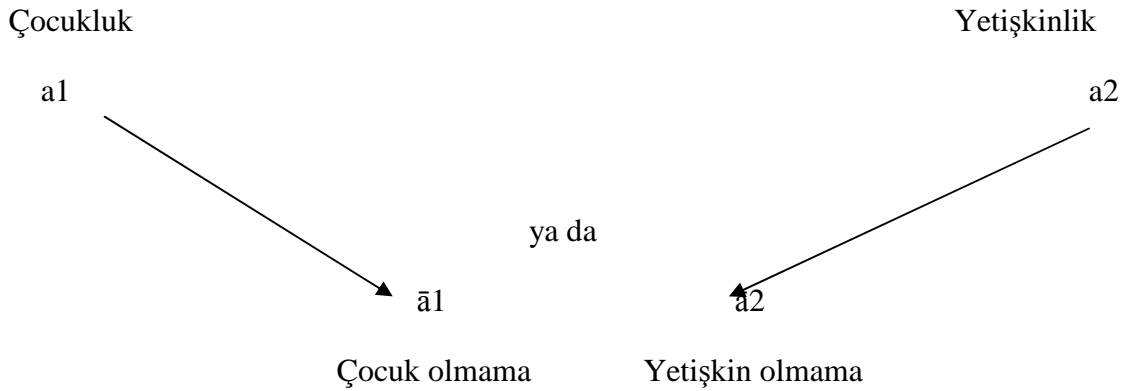 Çocukluk Yetişkinlik
a1 a2
ya da
ā1 ā2
Çocuk olmama Yetişkin olmama